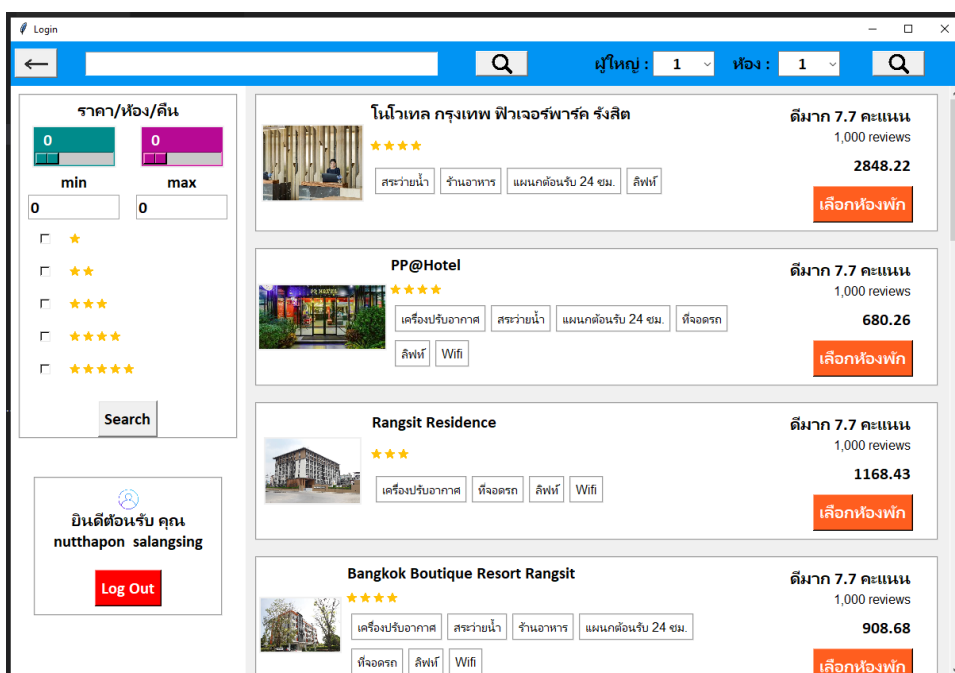 Login
ผู้ใหญ่ : 1 ห้อง : 1
ราคา/ห้อง/คืน
0 0
min max
0 0
Search
ยินดีต้อนรับ คุณ
nutthapon salangsing
Log Out
โนโวเทล กรุงเทพ ฟิวเจอร์พาร์ค รังสิต
สระว่ายน้ำ ร้านอาหาร แผนกต้อนรับ 24 ชม. ลิฟท์
ดีมาก 7.7 คะแนน
1,000 reviews
2848.22
เลือกห้องพัก
PP@Hotel
เครื่องปรับอากาศ สระว่ายน้ำ แผนกต้อนรับ 24 ชม. ที่จอดรถ
ลิฟท์ Wifi
ดีมาก 7.7 คะแนน
1,000 reviews
680.26
เลือกห้องพัก
Rangsit Residence
เครื่องปรับอากาศ ที่จอดรถ ลิฟท์ Wifi
ดีมาก 7.7 คะแนน
1,000 reviews
1168.43
เลือกห้องพัก
Bangkok Boutique Resort Rangsit
เครื่องปรับอากาศ สระว่ายน้ำ ร้านอาหาร แผนกต้อนรับ 24 ชม.
ที่จอดรถ ลิฟท์ Wifi
ดีมาก 7.7 คะแนน
1,000 reviews
908.68
เลือกห้องพัก